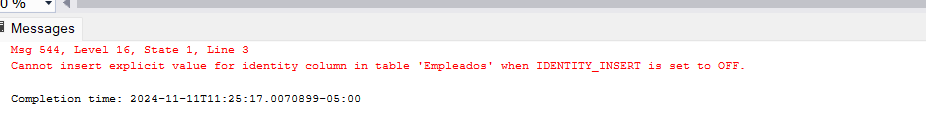 0 %
Messages
Msg 544, Level 16, State 1, Line 3
Cannot insert explicit value for identity column in table 'Empleados' when IDENTITY_INSERT is set to OFF.
Completion time: 2024-11-11T11:25:17.0070899-05:00